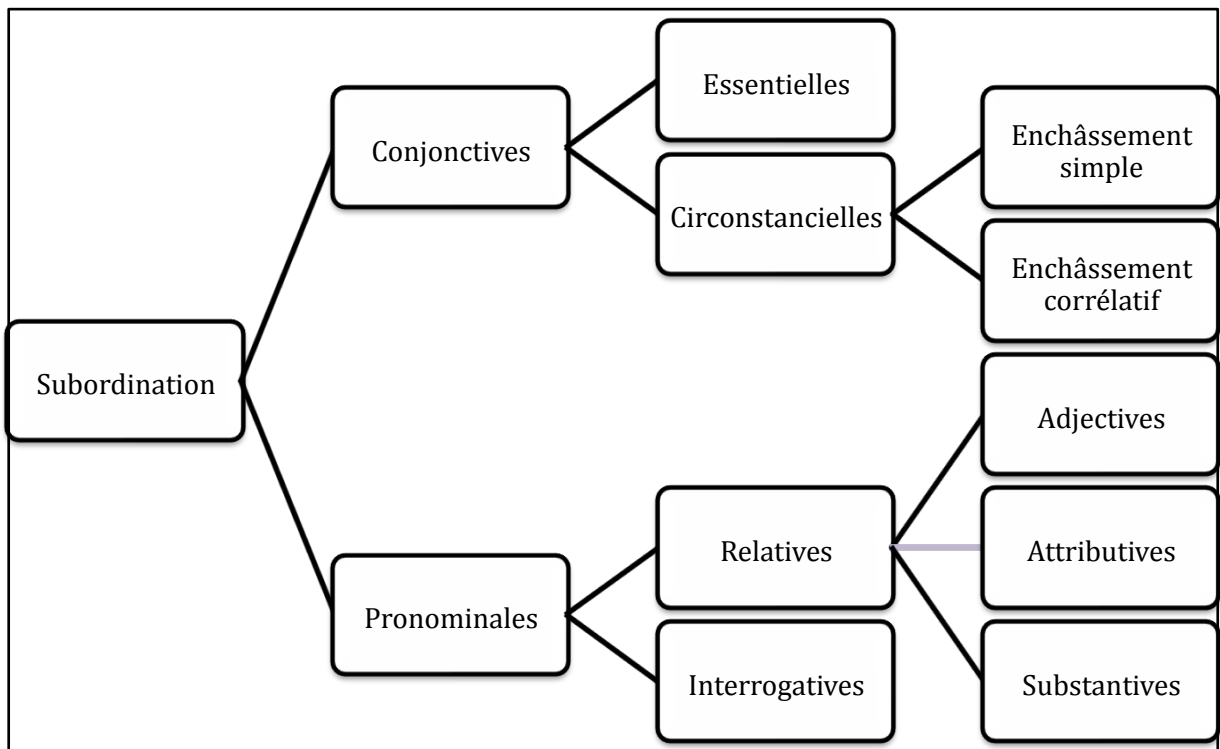 Essentielles
Conjonctives
Enchâssement
simple
Circonstancielles
Enchâssement
corrélatif
Subordination
Adjectives
Relatives
Attributives
Pronominales
Interrogatives
Substantives